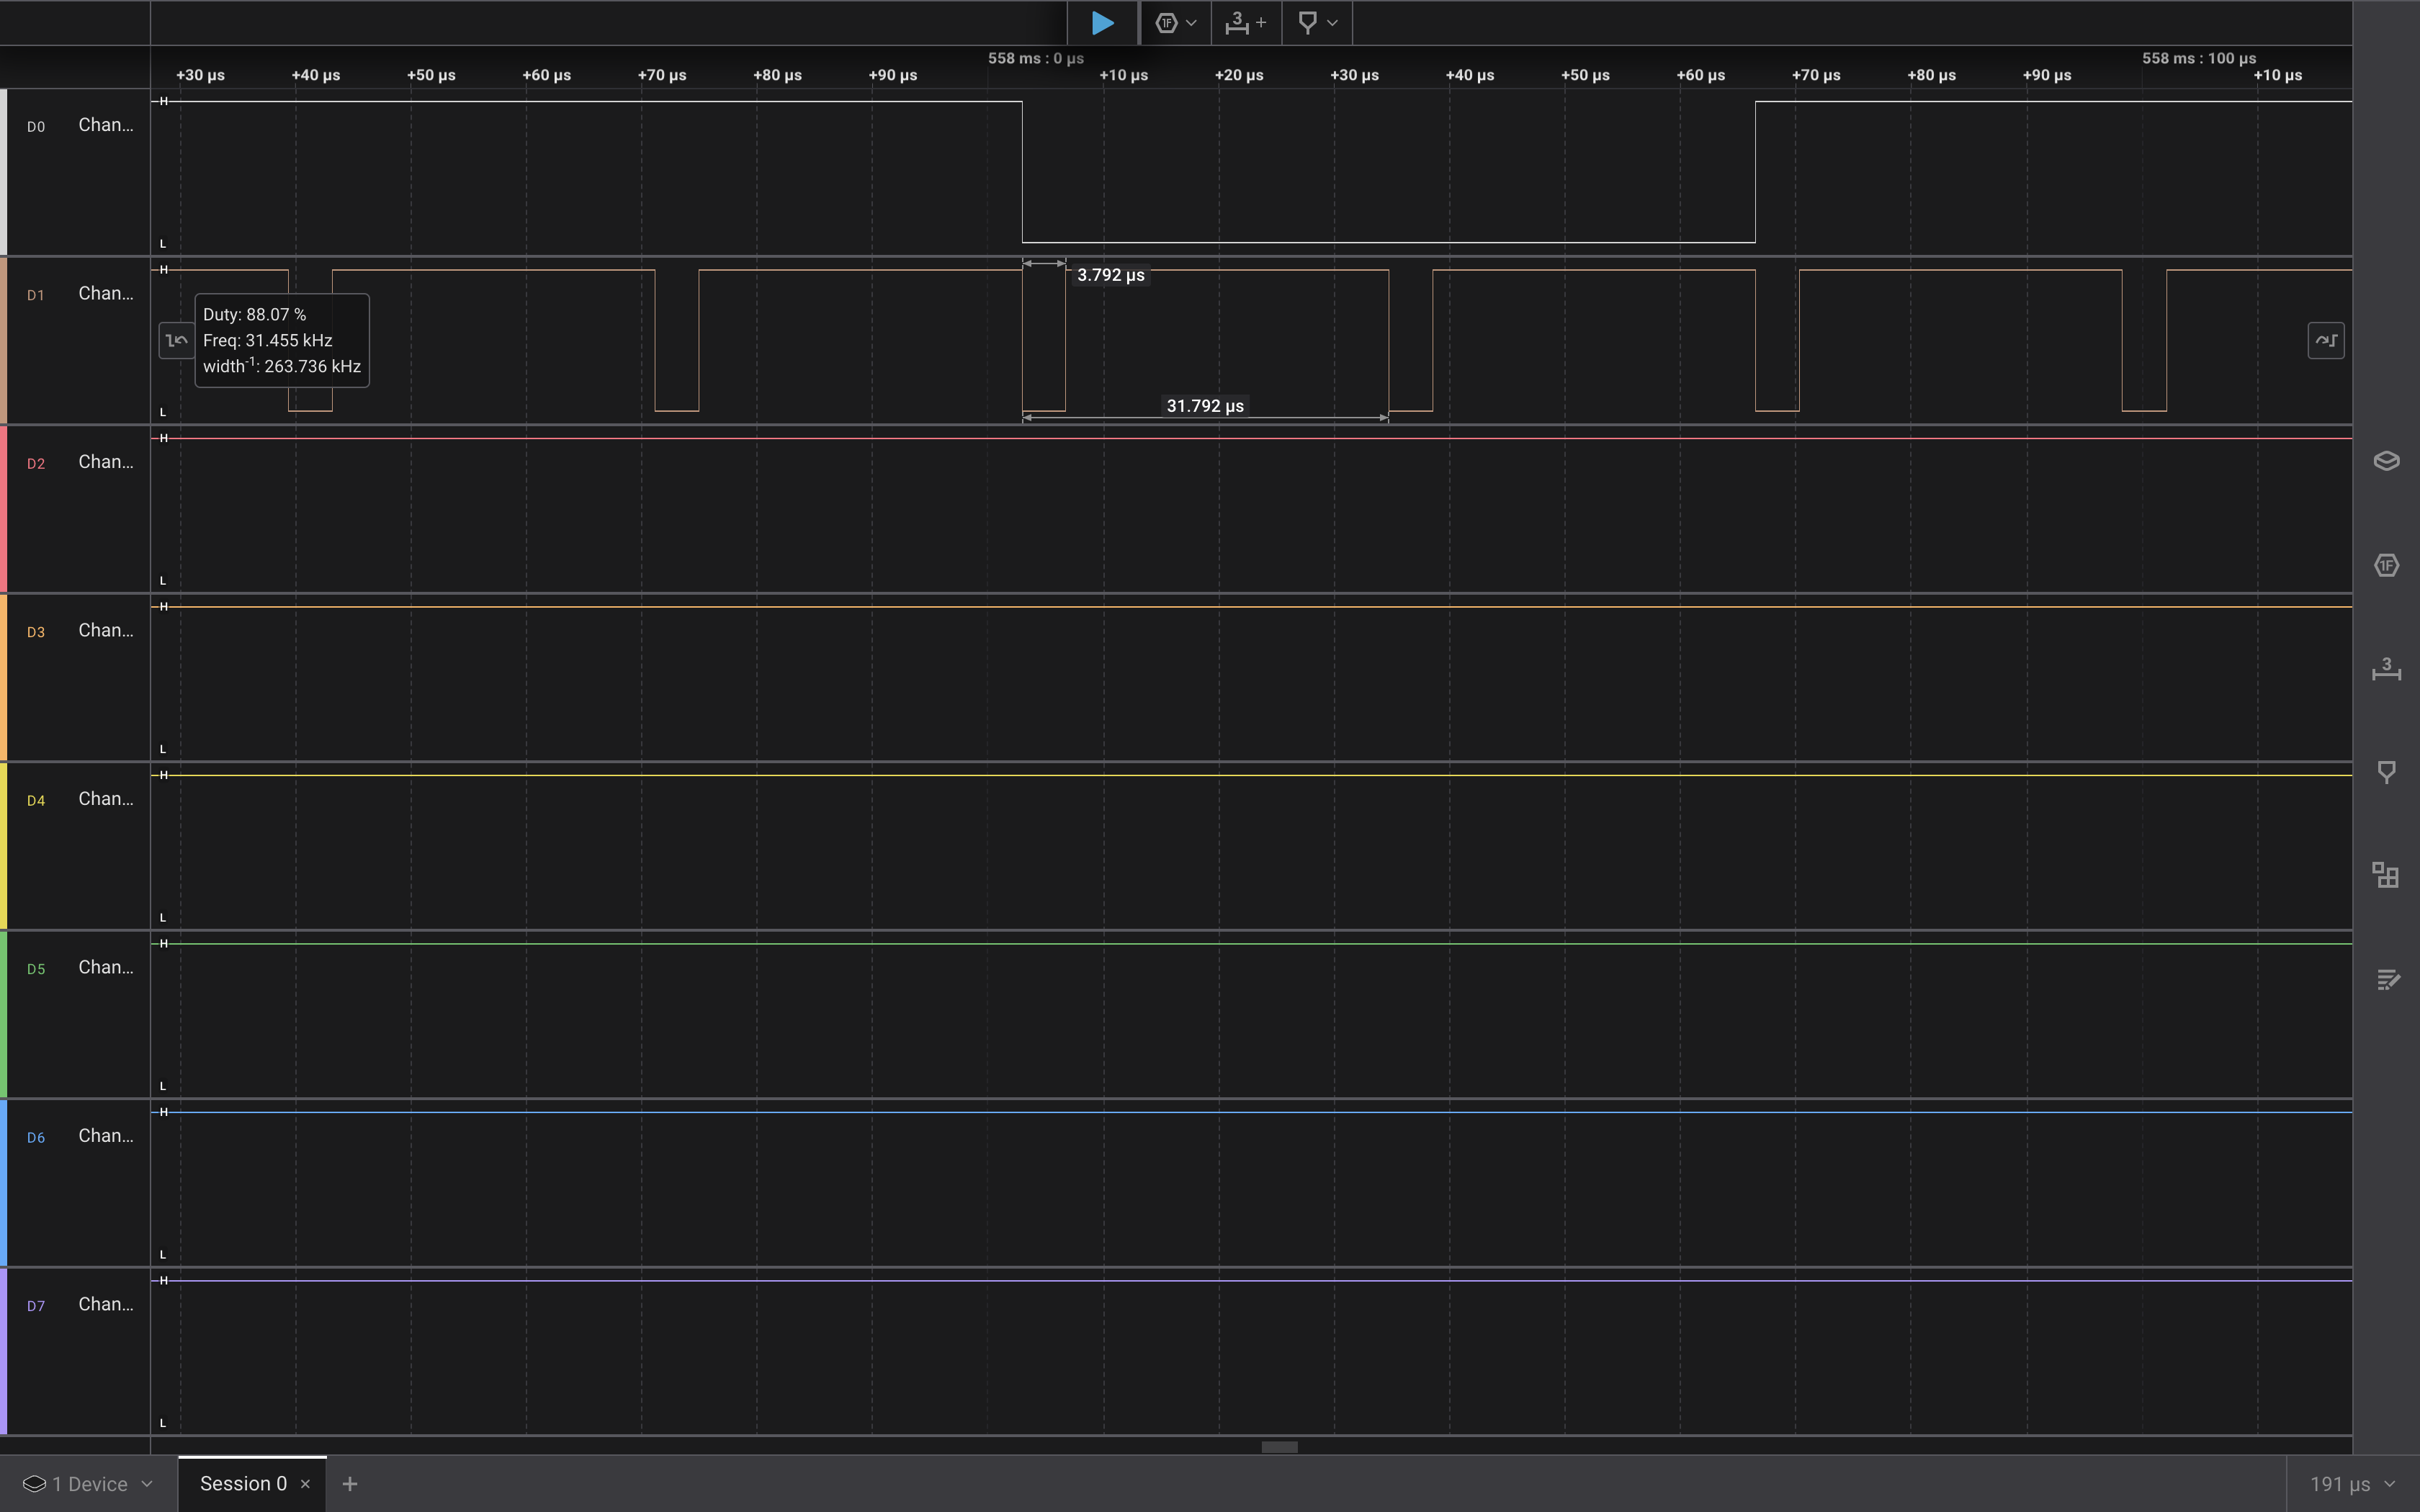 3
558 ms : 0 µs
558 ms : 100 µs
+30 µs +40 µs +50 µs +60 µs +70 µs +80 µs +90 µs +10 µs +20 µs +30 µs +40 µs +50 µs +60 µs +70 µs +80 µs +90 µs +10 µs
H
D0 Chan...
L
H
3.792 µs
D1 Chan...
Duty: 88.07 %
Freq: 31.455 kHz
width⁻¹: 263.736 kHz
31.792 µs
L
H
D2 Chan...
L
1F
H
D3 Chan...
3
L
H
D4 Chan...
L
H
D5 Chan...
L
H
D6 Chan...
L
H
D7 Chan...
L
1 Device
Session 0 ×
+
191 µs